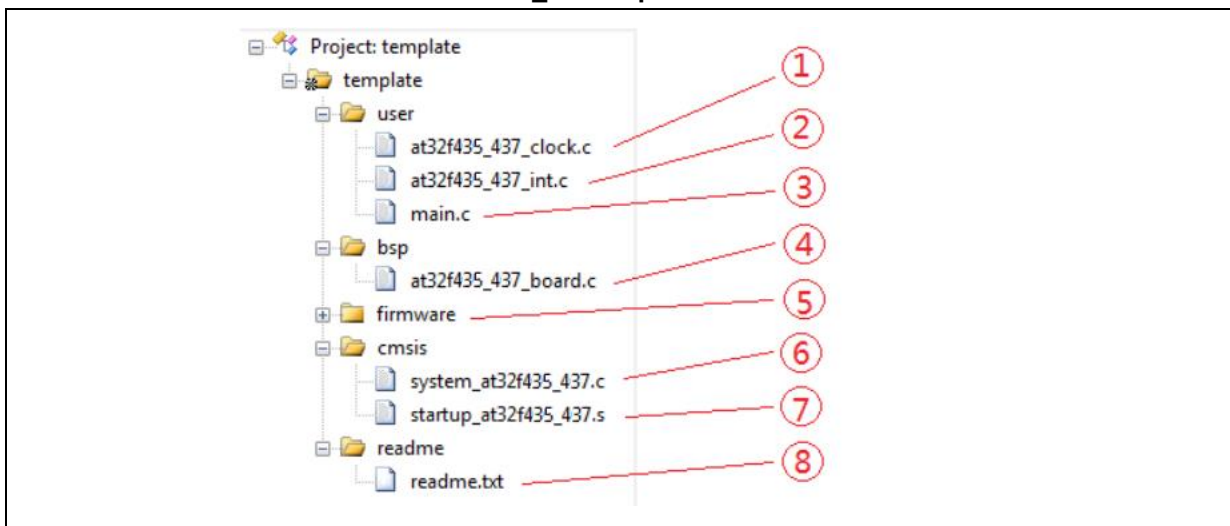 Project: template
template
user
at32f435_437_clock.c
at32f435_437_int.c
main.c
bsp
at32f435_437_board.c
firmware
cmsis
system_at32f435_437.c
startup_at32f435_437.s
readme
readme.txt
①
②
③
④
⑤
⑥
⑦
⑧